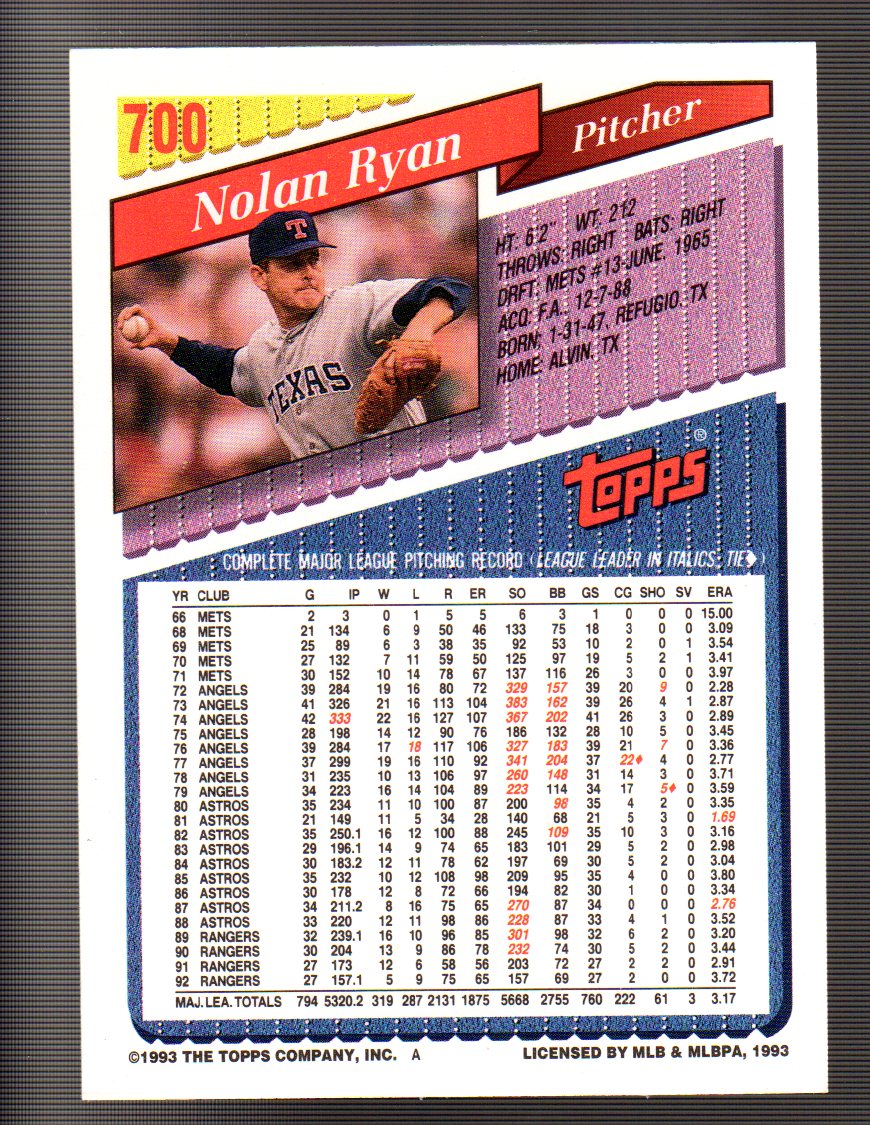 700
Nolan Ryan
Pitcher
HT: 6'2" WT: 212
THROWS: RIGHT BATS: RIGHT
DRFT: METS #13-JUNE, 1965
ACQ: F.A., 12-7-88
BORN: 1-31-47, REFUGIO, TX
HOME: ALVIN, TX
T
TEXAS
Topps®
COMPLETE MAJOR LEAGUE PITCHING RECORD (LEAGUE LEADER IN ITALICS; TIE♦)
YR CLUB G IP W L R ER SO BB GS CG SHO SV ERA
66 METS 2 3 0 1 5 5 6 3 1 0 0 0 15.00
68 METS 21 134 6 9 50 46 133 75 18 3 0 0 3.09
69 METS 25 89 6 3 38 35 92 53 10 2 0 1 3.54
70 METS 27 132 7 11 59 50 125 97 19 5 2 1 3.41
71 METS 30 152 10 14 78 67 137 116 26 3 0 0 3.97
72 ANGELS 39 284 19 16 80 72 329 157 39 20 9 0 2.28
73 ANGELS 41 326 21 16 113 104 383 162 39 26 4 1 2.87
74 ANGELS 42 333 22 16 127 107 367 202 41 26 3 0 2.89
75 ANGELS 28 198 14 12 90 76 186 132 28 10 5 0 3.45
76 ANGELS 39 284 17 18 117 106 327 183 39 21 7 0 3.36
77 ANGELS 37 299 19 16 110 92 341 204 37 22♦ 4 0 2.77
78 ANGELS 31 235 10 13 106 97 260 148 31 14 3 0 3.71
79 ANGELS 34 223 16 14 104 89 223 114 34 17 5♦ 0 3.59
80 ASTROS 35 234 11 10 100 87 200 98 35 4 2 0 3.35
81 ASTROS 21 149 11 5 34 28 140 68 21 5 3 0 1.69
82 ASTROS 35 250.1 16 12 100 88 245 109 35 10 3 0 3.16
83 ASTROS 29 196.1 14 9 74 65 183 101 29 5 2 0 2.98
84 ASTROS 30 183.2 12 11 78 62 197 69 30 5 2 0 3.04
85 ASTROS 35 232 10 12 108 98 209 95 35 4 0 0 3.80
86 ASTROS 30 178 12 8 72 66 194 82 30 1 0 0 3.34
87 ASTROS 34 211.2 8 16 75 65 270 87 34 0 0 0 2.76
88 ASTROS 33 220 12 11 98 86 228 87 33 4 1 0 3.52
89 RANGERS 32 239.1 16 10 96 85 301 98 32 6 2 0 3.20
90 RANGERS 30 204 13 9 86 78 232 74 30 5 2 0 3.44
91 RANGERS 27 173 12 6 58 56 203 72 27 2 2 0 2.91
92 RANGERS 27 157.1 5 9 75 65 157 69 27 2 0 0 3.72
MAJ. LEA. TOTALS 794 5320.2 319 287 2131 1875 5668 2755 760 222 61 3 3.17
©1993 THE TOPPS COMPANY, INC. A LICENSED BY MLB & MLBPA, 1993